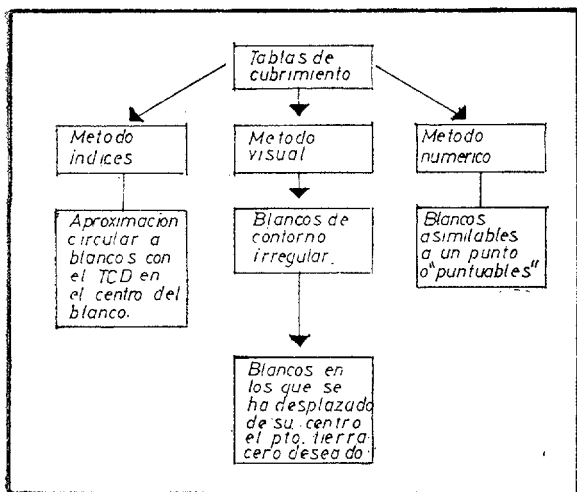 Tablas de
cubrimiento
Metodo
indices
Metodo
visual
Metodo
numerico
Aproximacion
circular a
blancos con
el TCD en
el centro del
blanco.
Blancos de
contorno
irregular.
Blancos
asimilables
a un punto
o "puntuables"
Blancos en
los que se
ha desplazado
de su centro
el pto. tierra
cero deseado.